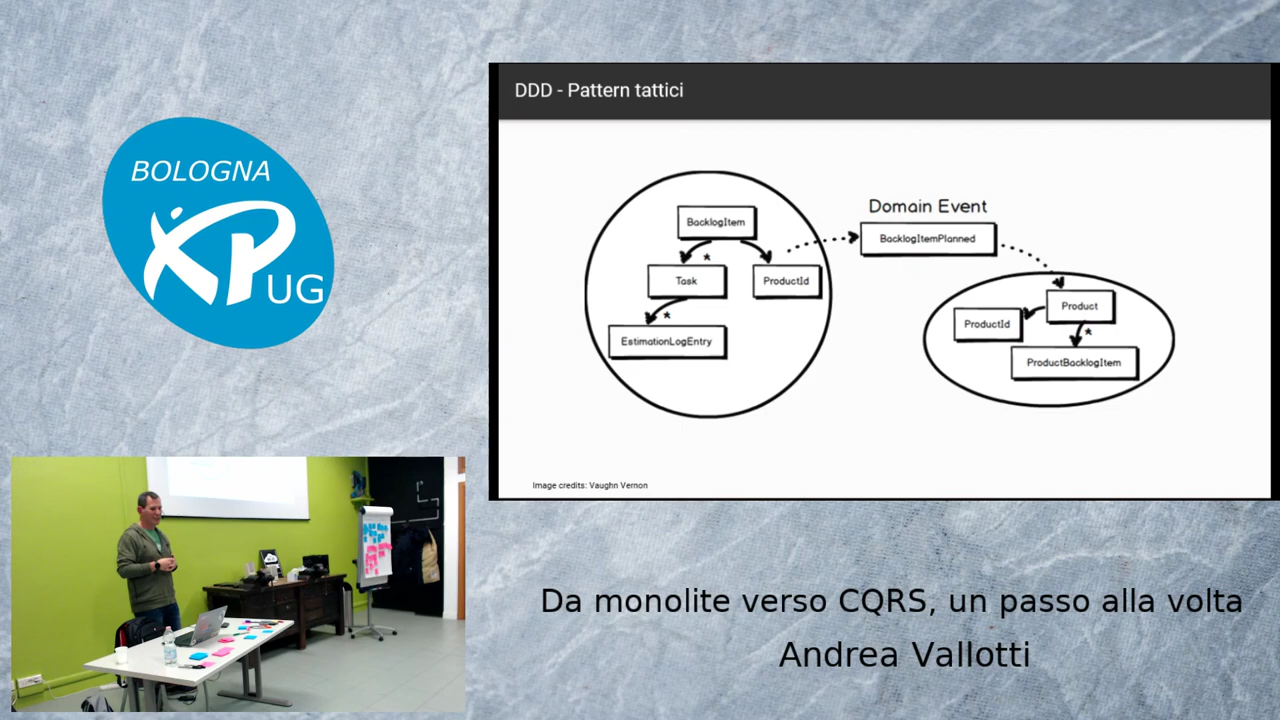 BOLOGNA
XP
UG
DDD - Pattern tattici
BacklogItem
*
Task
ProductId
*
EstimationLogEntry
Domain Event
BacklogItemPlanned
Product
ProductId
*
ProductBacklogItem
Image credits: Vaughn Vernon
Da monolite verso CQRS, un passo alla volta
Andrea Vallotti